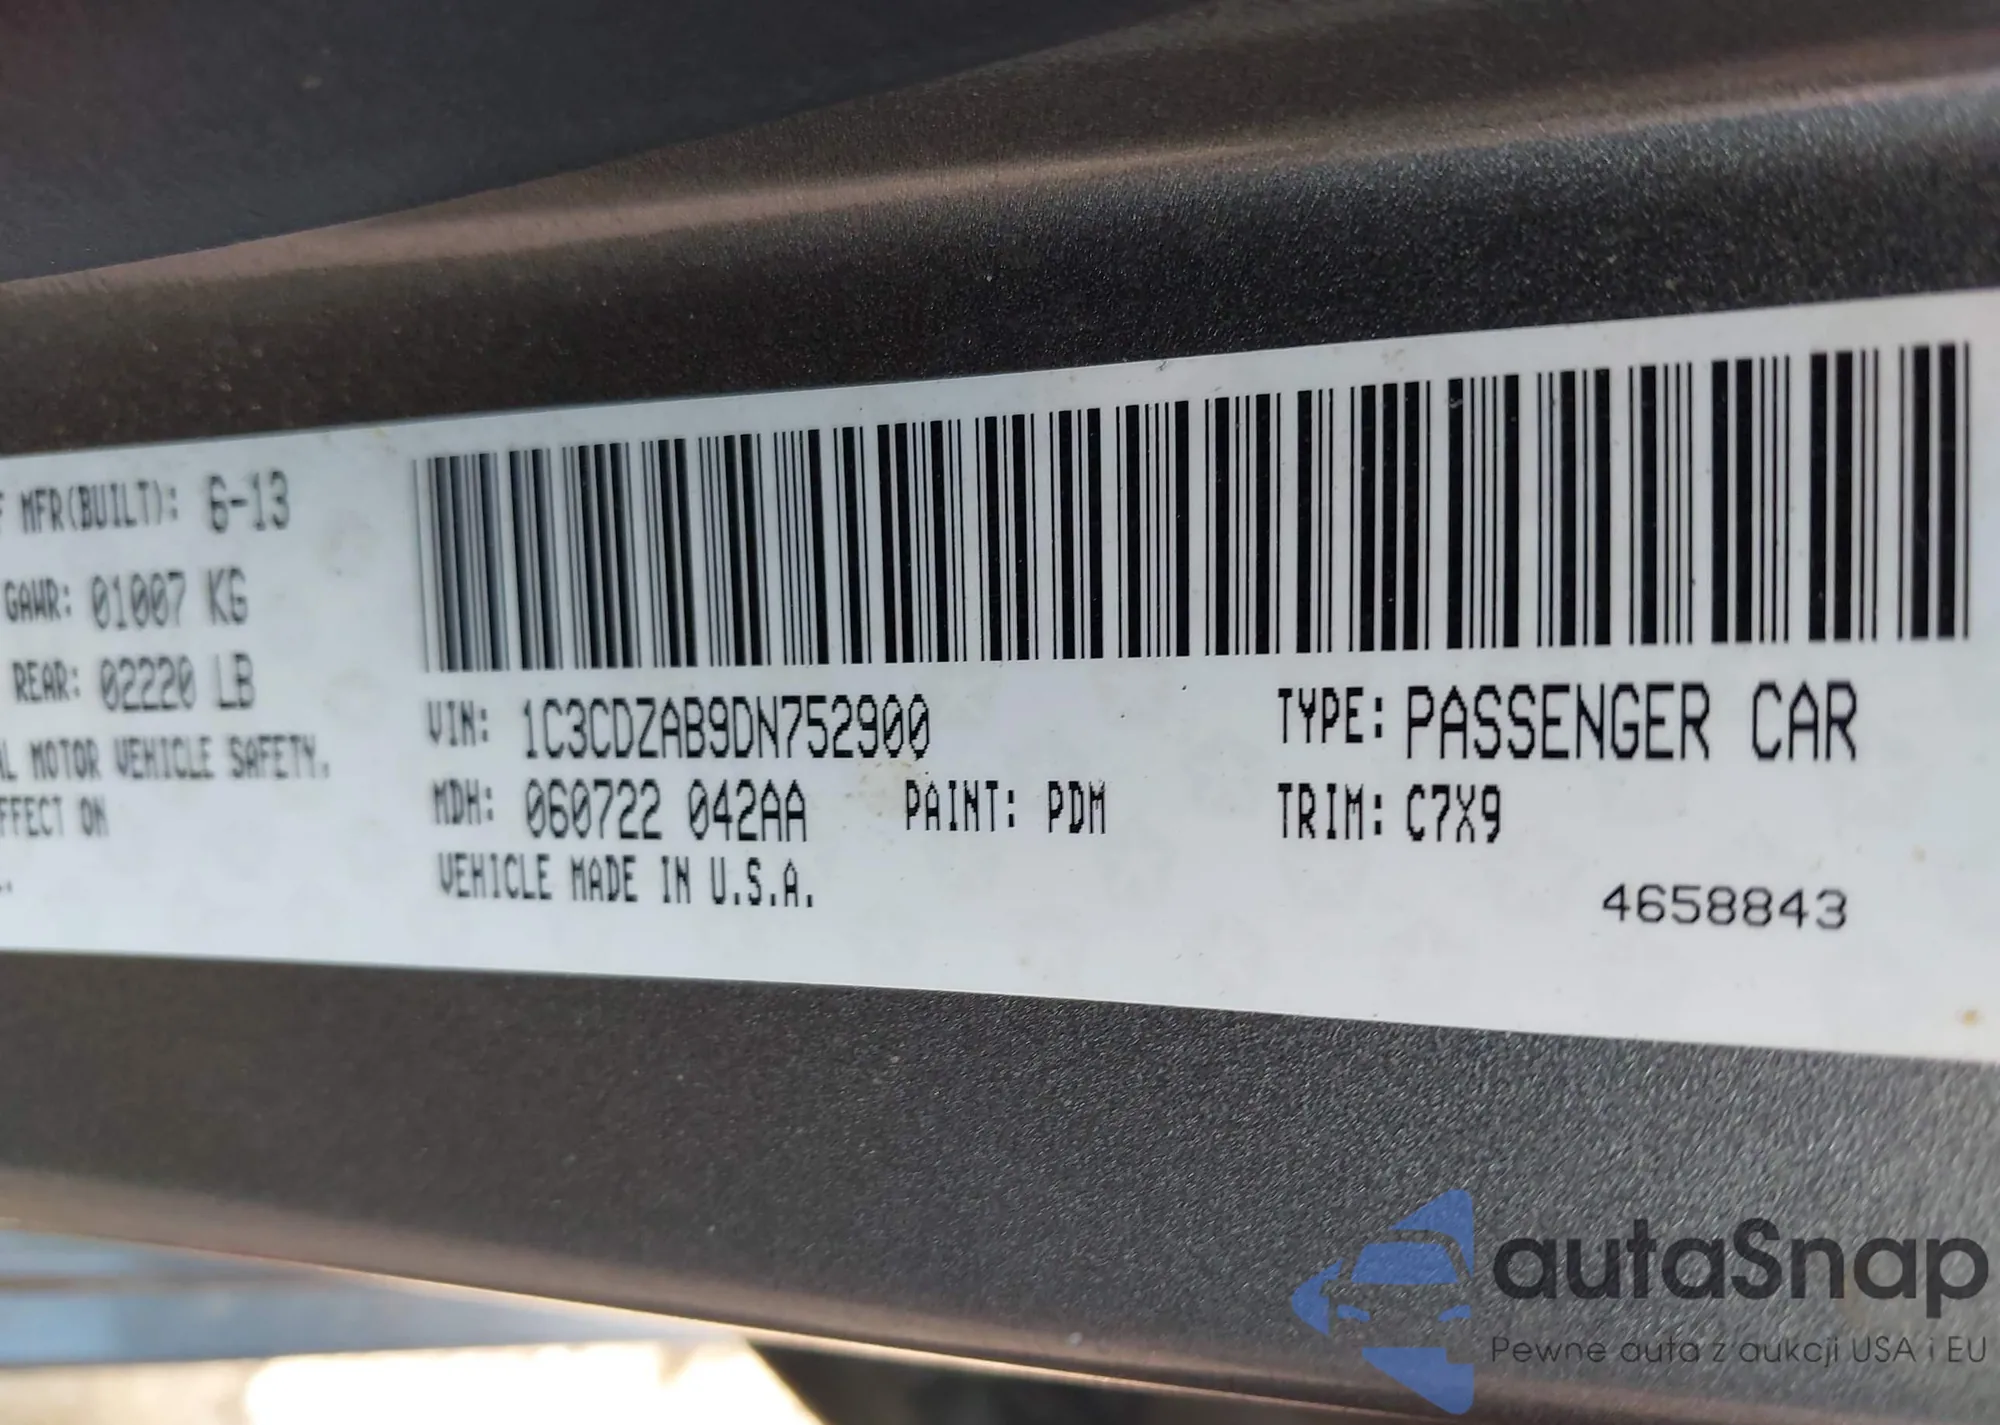 F MFR(BUILT): 6-13
GAWR: 01007 KG
REAR: 02220 LB
L MOTOR VEHICLE SAFETY,
FFECT ON
VIN: 1C3CDZAB9DN752900
TYPE: PASSENGER CAR
MDH: 060722 042AA
PAINT: PDM
TRIM: C7X9
VEHICLE MADE IN U.S.A.
4658843
autaSnap
Pewne auta z aukcji USA i EU